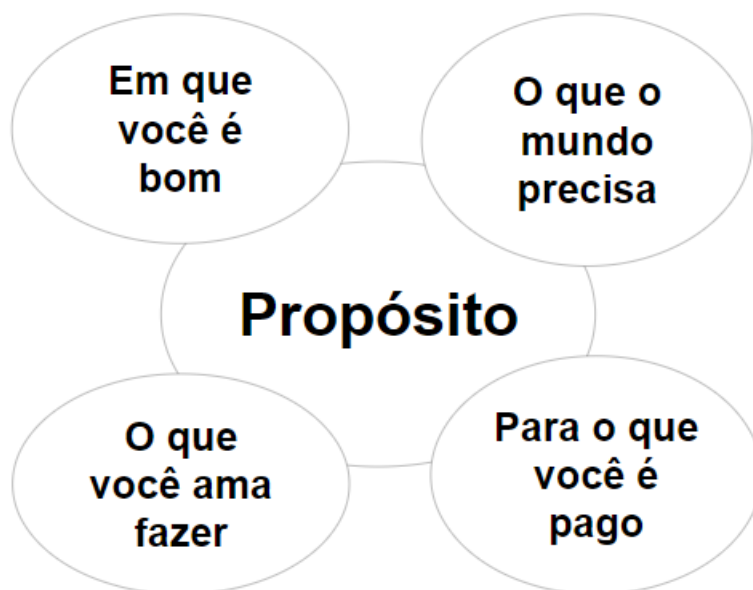 Em que
você é
bom
O que o
mundo
precisa
Propósito
O que
você ama
fazer
Para o que
você é
pago